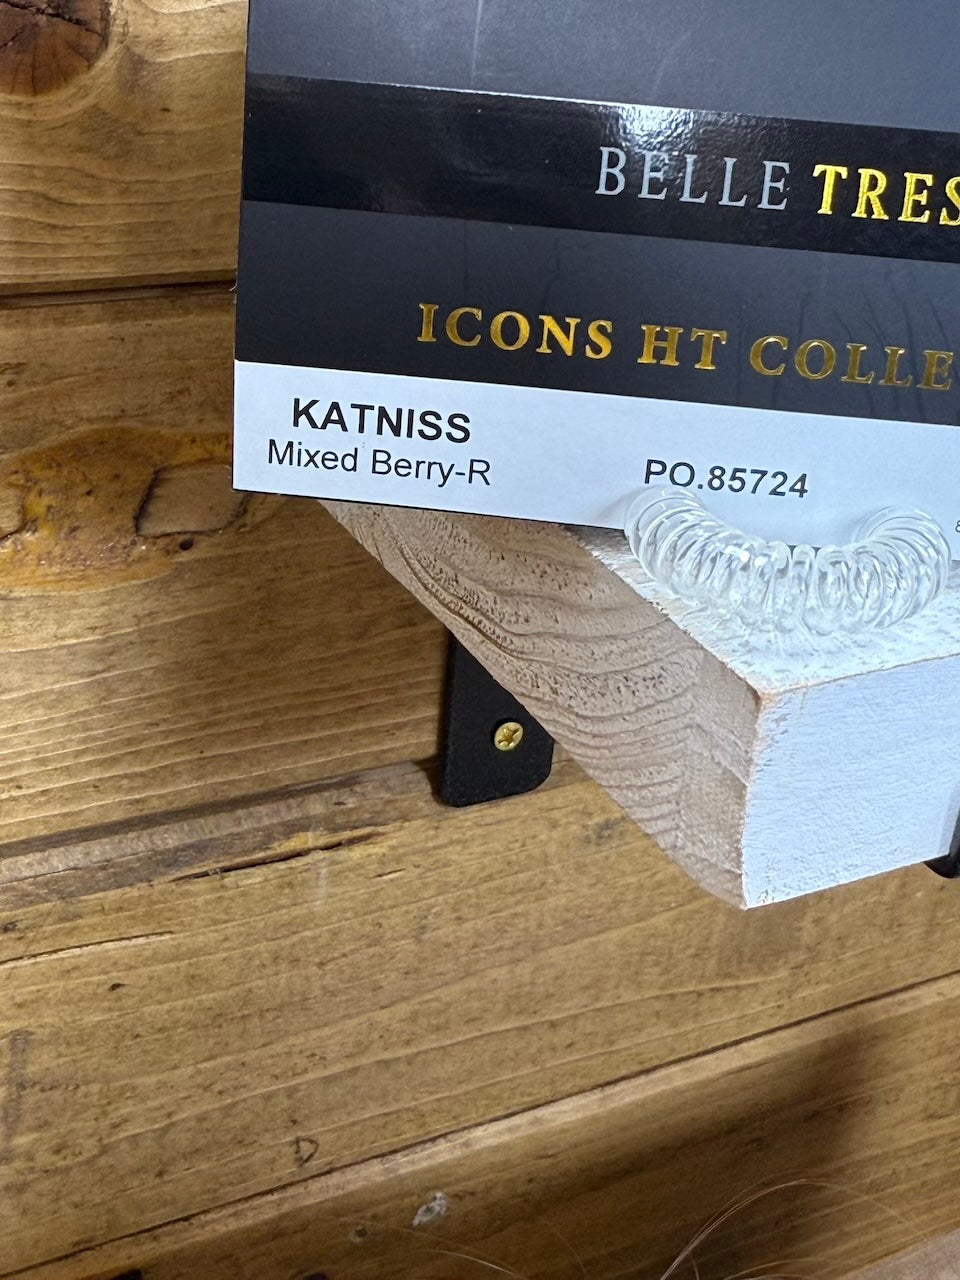 BELLE TRES
ICONS HT COLLE
KATNISS
Mixed Berry-R
PO.85724